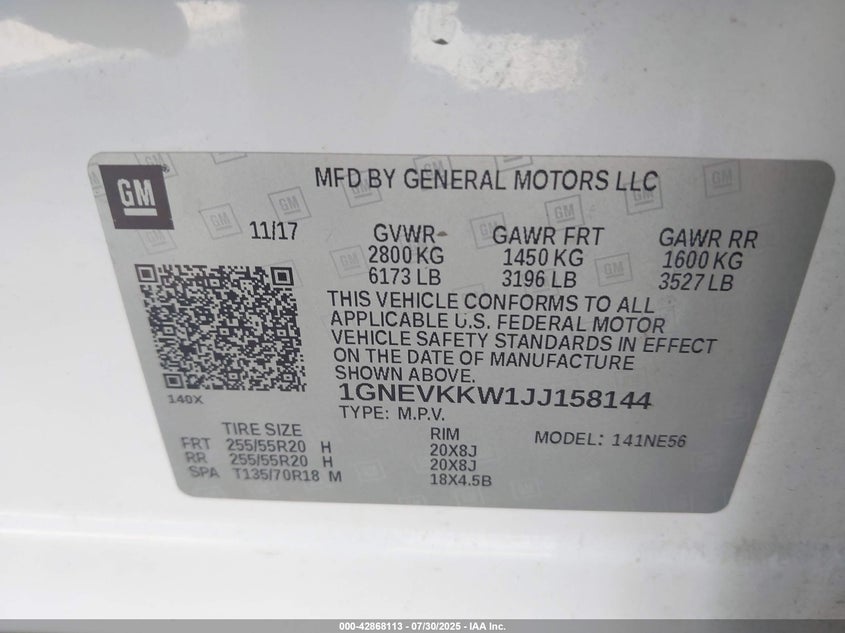 GM
MFD BY GENERAL MOTORS LLC
11/17
GVWR
2800 KG
6173 LB
GAWR FRT
1450 KG
3196 LB
GAWR RR
1600 KG
3527 LB
THIS VEHICLE CONFORMS TO ALL
APPLICABLE U.S. FEDERAL MOTOR
VEHICLE SAFETY STANDARDS IN EFFECT
ON THE DATE OF MANUFACTURE
SHOWN ABOVE.
1GNEVKKW1JJ158144
TYPE: M.P.V.
140X
TIRE SIZE
FRT 255/55R20 H
RR 255/55R20 H
SPA T135/70R18 M
RIM
20X8J
20X8J
18X4.5B
MODEL: 141NE56
000-42868113 - 07/30/2025 - IAA Inc.